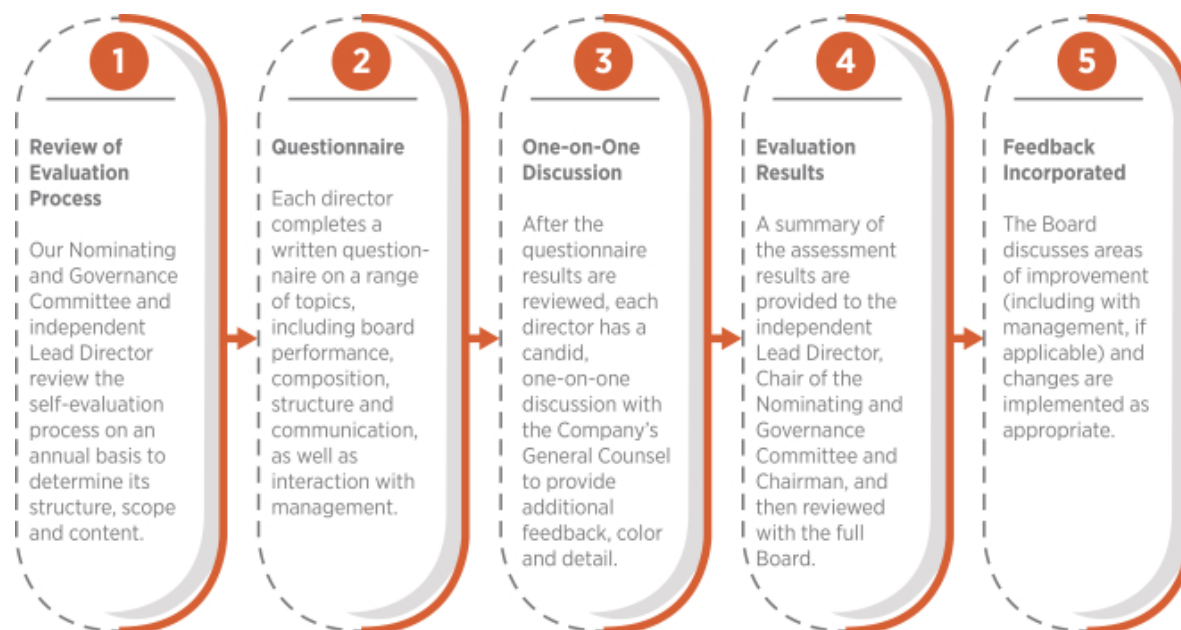 1
Review of
Evaluation
Process
Our Nominating
and Governance
Committee and
independent
Lead Director
review the
self-evaluation
process on an
annual basis to
determine its
structure, scope
and content.
2
Questionnaire
Each director
completes a
written question-
naire on a range
of topics,
including board
performance,
composition,
structure and
communication,
as well as
interaction with
management.
3
One-on-One
Discussion
After the
questionnaire
results are
reviewed, each
director has a
candid,
one-on-one
discussion with
the Company's
General Counsel
to provide
additional
feedback, color
and detail.
4
Evaluation
Results
A summary of
the assessment
results are
provided to the
independent
Lead Director,
Chair of the
Nominating and
Governance
Committee and
Chairman, and
then reviewed
with the full
Board.
5
Feedback
Incorporated
The Board
discusses areas
of improvement
(including with
management, if
applicable) and
changes are
implemented as
appropriate.